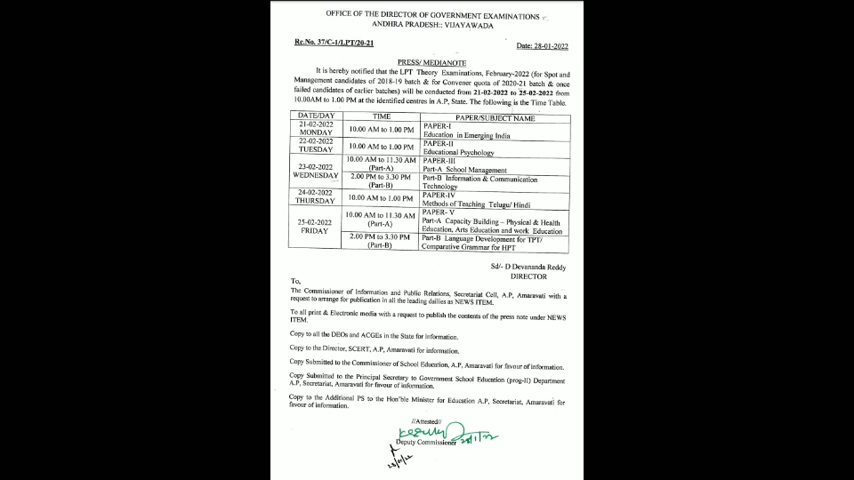 OFFICE OF THE DIRECTOR OF GOVERNMENT EXAMINATIONS
ANDHRA PRADESH:: VIJAYAWADA
Rr.No. 37/C-1/LPT/20-21
Date: 28-01-2022
PRESS/ MEDIANOTE
It is hereby notified that the LPT Theory Examinations, February-2022 (for Spot and
Management candidates of 2018-19 batch & for Convener quota of 2020-21 batch & once
failed candidates of earlier batches) will be conducted from 21-02-2022 to 25-02-2022 from
10.00AM to 1.00 PM at the identified centres in A.P, State. The following is the Time Table.
DATE/DAY TIME PAPER/SUBJECT NAME
21-02-2022
MONDAY
10.00 AM to 1.00 PM
PAPER-I
Education in Emerging India
22-02-2022
TUESDAY
10.00 AM to 1.00 PM
PAPER-II
Educational Psychology
23-02-2022
WEDNESDAY
10.00 AM to 11.30 AM
(Part-A)
PAPER-III
Part-A School Management
2.00 PM to 3.30 PM
(Part-B)
Part-B Information & Communication
Technology
24-02-2022
THURSDAY
10.00 AM to 1.00 PM
PAPER-IV
Methods of Teaching Telugu/ Hindi
25-02-2022
FRIDAY
10.00 AM to 11.30 AM
(Part-A)
PAPER- V
Part-A Capacity Building – Physical & Health
Education, Arts Education and work Education
2.00 PM to 3.30 PM
(Part-B)
Part-B Language Development for TPT/
Comparative Grammar for HPT
Sd/- D Devananda Reddy
DIRECTOR
To,
The Commissioner of Information and Public Relations, Secretariat Cell, A.P, Amaravati with a
request to arrange for publication in all the leading dailies as NEWS ITEM.
To all print & Electronic media with a request to publish the contents of the press note under NEWS
ITEM.
Copy to all the DEOs and ACGEs in the State for information.
Copy to the Director, SCERT, A.P, Amaravati for information.
Copy Submitted to the Commissioner of School Education, A.P, Amaravati for favour of information.
Copy Submitted to the Principal Secretary to Government School Education (prog-II) Department
A.P, Secretariat, Amaravati for favour of information.
Copy to the Additional PS to the Hon'ble Minister for Education A.P, Secretariat, Amaravati for
favour of information.
//Attested//
Deputy Commissioner